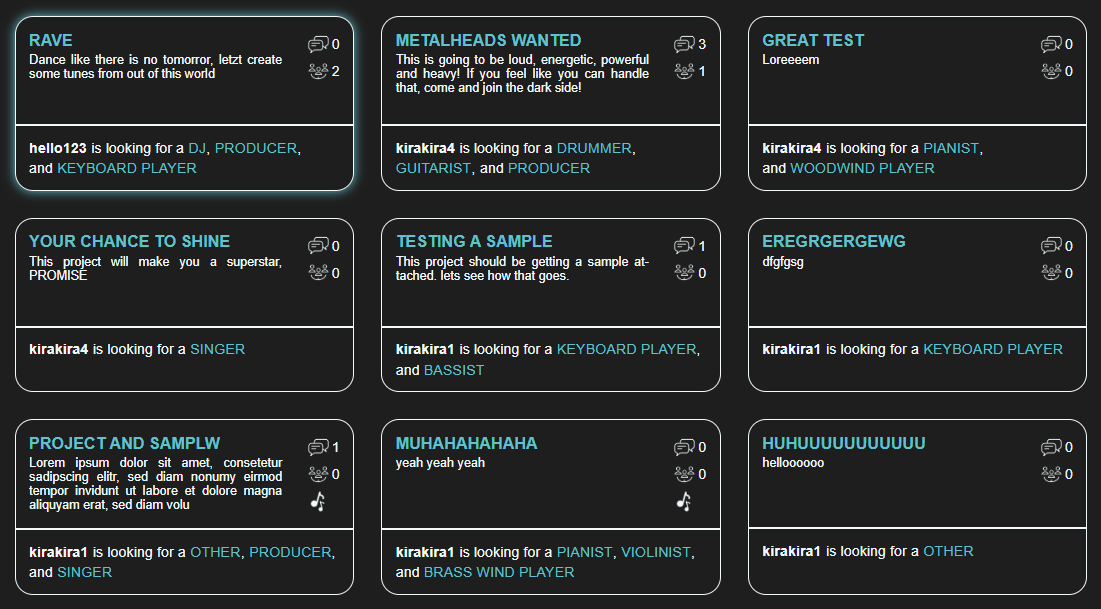 RAVE
0
Dance like there is no tomorror, letzt create
some tunes from out of this world
2
hello123 is looking for a DJ, PRODUCER,
and KEYBOARD PLAYER
METALHEADS WANTED
3
This is going to be loud, energetic, powerful
and heavy! If you feel like you can handle
that, come and join the dark side!
1
kirakira4 is looking for a DRUMMER,
GUITARIST, and PRODUCER
GREAT TEST
0
Loreeeem
0
kirakira4 is looking for a PIANIST,
and WOODWIND PLAYER
YOUR CHANCE TO SHINE
0
This project will make you a superstar,
PROMISE
0
kirakira4 is looking for a SINGER
TESTING A SAMPLE
1
This project should be getting a sample at-
tached. lets see how that goes.
0
kirakira1 is looking for a KEYBOARD PLAYER,
and BASSIST
EREGRGERGEWG
0
dfgfgsg
0
kirakira1 is looking for a KEYBOARD PLAYER
PROJECT AND SAMPLW
1
Lorem ipsum dolor sit amet, consetetur
sadipscing elitr, sed diam nonumy eirmod
tempor invidunt ut labore et dolore magna
aliquyam erat, sed diam volu
0
kirakira1 is looking for a OTHER, PRODUCER,
and SINGER
MUHAHAHAHAHA
0
yeah yeah yeah
0
kirakira1 is looking for a PIANIST, VIOLINIST,
and BRASS WIND PLAYER
HUHUUUUUUUUUUU
0
helloooooo
0
kirakira1 is looking for a OTHER